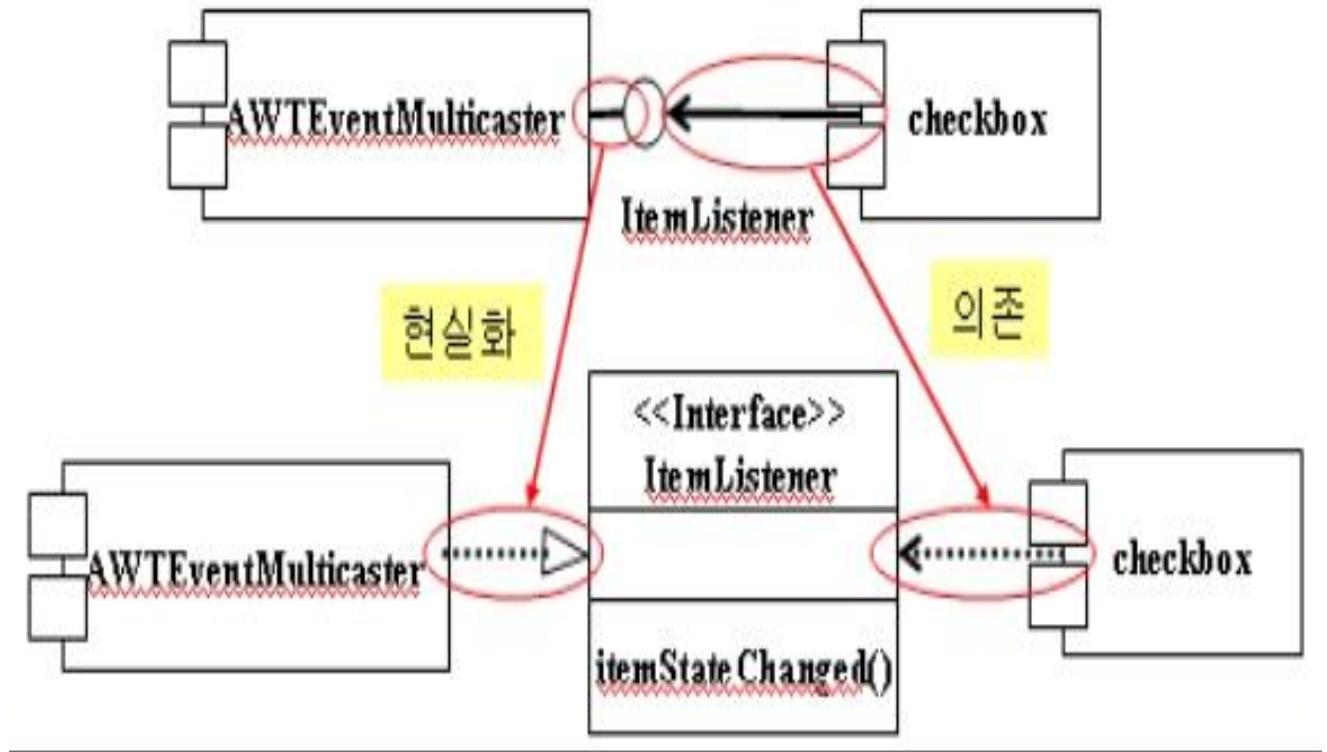 AWTEventMulticaster
checkbox
ItemListener
현실화
의존
<<Interface>>
ItemListener
AWTEventMulticaster
checkbox
itemStateChanged()